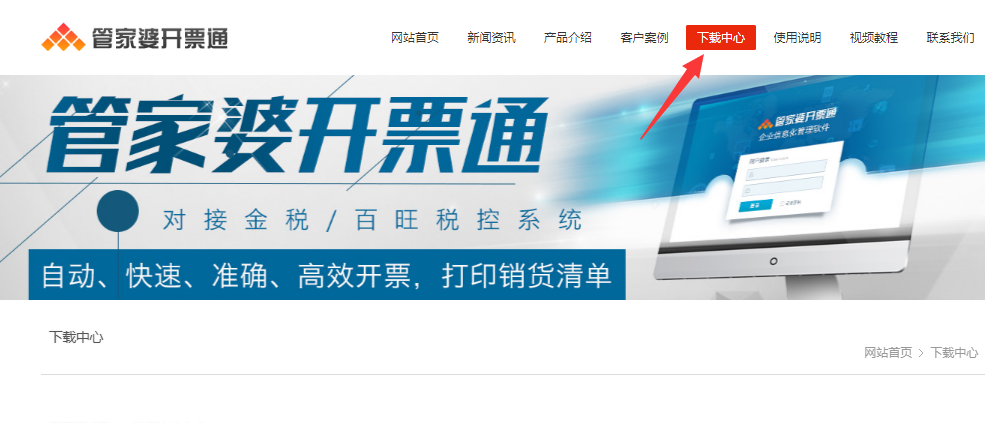 管家婆开票通
网站首页 新闻资讯 产品介绍 客户案例 下载中心 使用说明 视频教程 联系我们
管家婆开票通
管家婆开票通
企业信息化管理软件
对接金税/百旺税控系统
自动、快速、准确、高效开票，打印销货清单
下载中心
网站首页 > 下载中心